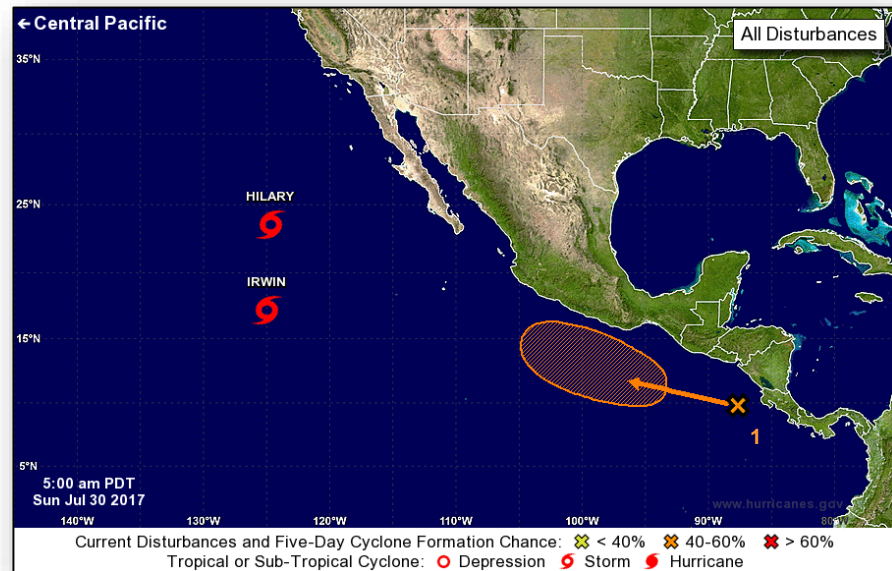 ← Central Pacific
All Disturbances
35°N
HILARY
25°N
IRWIN
15°N
1
5°N
5:00 am PDT
Sun Jul 30 2017
www.hurricanes.gov
140°W 130°W 120°W 110°W 100°W 90°W 80°W
Current Disturbances and Five-Day Cyclone Formation Chance: < 40% 40-60% > 60%
Tropical or Sub-Tropical Cyclone: Depression Storm Hurricane